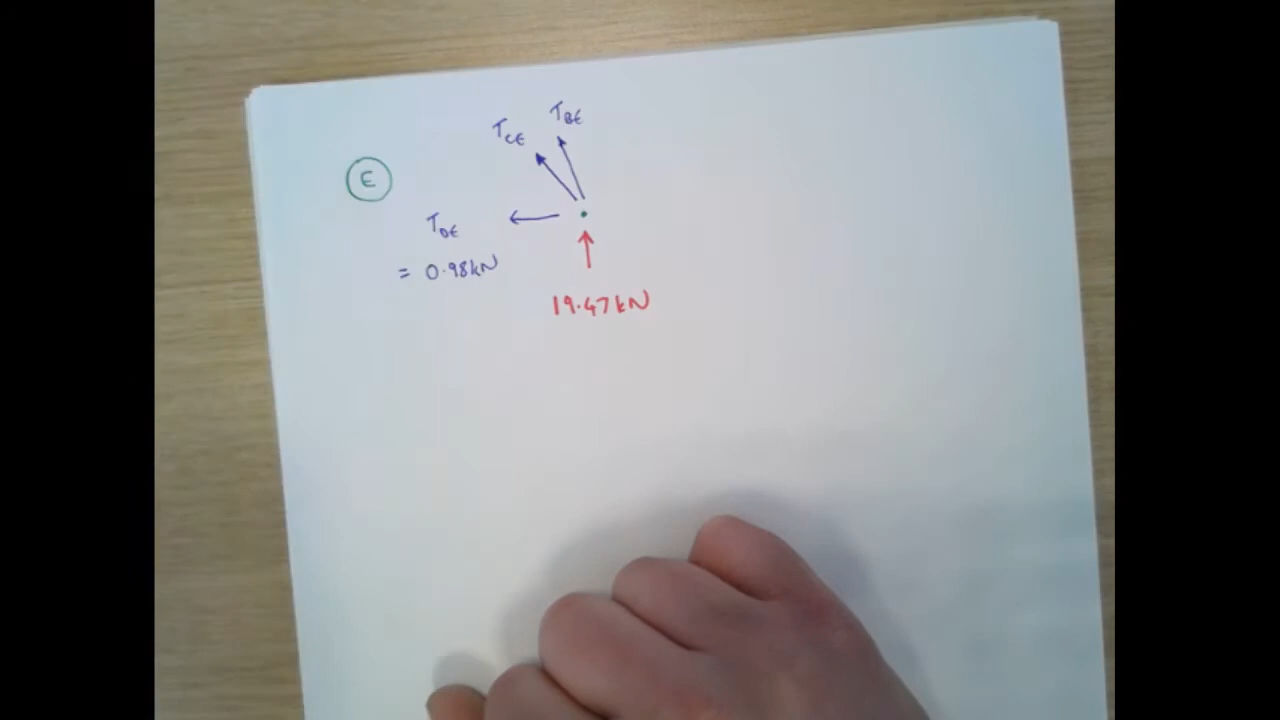 T_BE
T_CE
E
T_DE
= 0.98kN
19.47kN